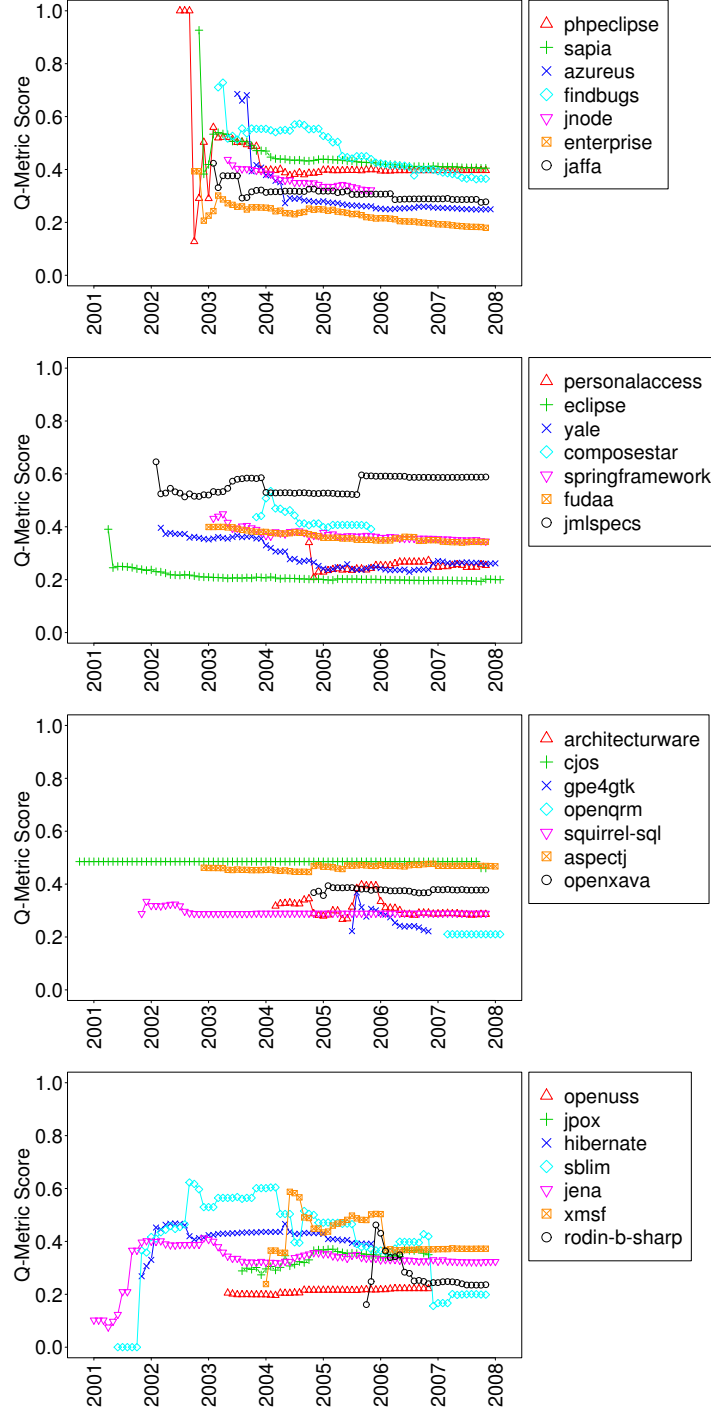 Q-Metric Score
1.0
0.8
0.6
0.4
0.2
0.0
2001 2002 2003 2004 2005 2006 2007 2008
phpeclipse
sapia
azureus
findbugs
jnode
enterprise
jaffa
Q-Metric Score
1.0
0.8
0.6
0.4
0.2
0.0
2001 2002 2003 2004 2005 2006 2007 2008
personalaccess
eclipse
yale
composestar
springframework
fudaa
jmlspecs
Q-Metric Score
1.0
0.8
0.6
0.4
0.2
0.0
2001 2002 2003 2004 2005 2006 2007 2008
architecturware
cjos
gpe4gtk
openqrm
squirrel-sql
aspectj
openxava
Q-Metric Score
1.0
0.8
0.6
0.4
0.2
0.0
2001 2002 2003 2004 2005 2006 2007 2008
openuss
jpox
hibernate
sblim
jena
xmsf
rodin-b-sharp